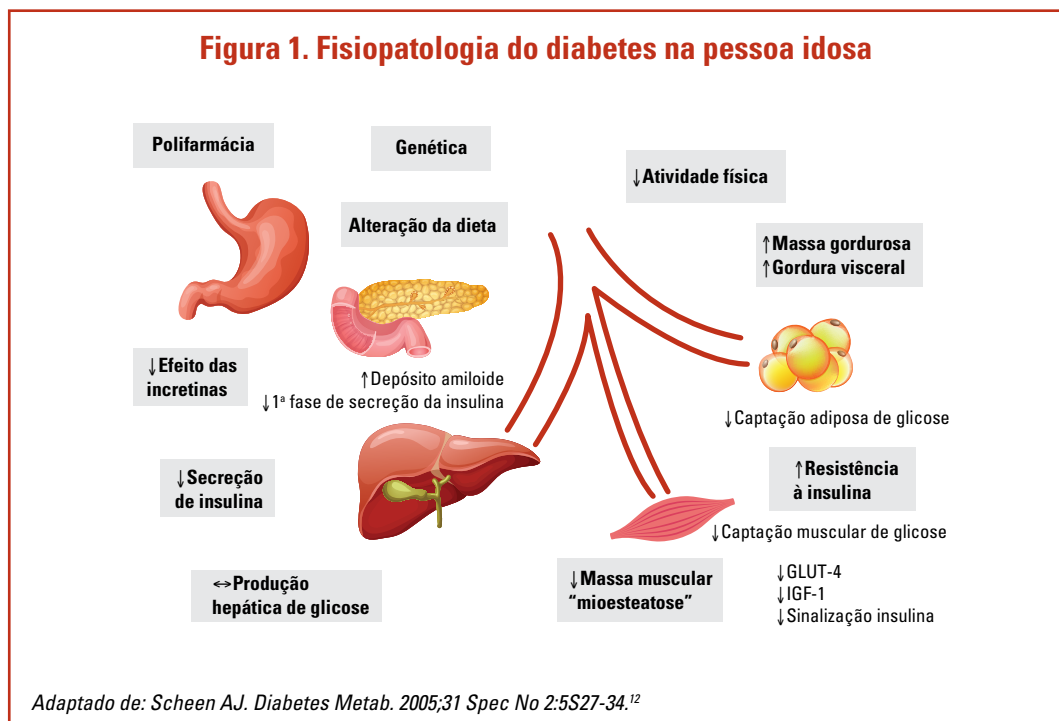 Figura 1. Fisiopatologia do diabetes na pessoa idosa
Polifarmácia
Genética
↓Atividade física
Alteração da dieta
↑Massa gordurosa
↑Gordura visceral
↓Efeito das
incretinas
↑Depósito amiloide
↓1ª fase de secreção da insulina
↓Captação adiposa de glicose
↓Secreção
de insulina
↑Resistência
à insulina
↓Captação muscular de glicose
↔Produção
hepática de glicose
↓Massa muscular
“mioesteatose”
↓GLUT-4
↓IGF-1
↓Sinalização insulina
Adaptado de: Scheen AJ. Diabetes Metab. 2005;31 Spec No 2:5S27-34.¹²